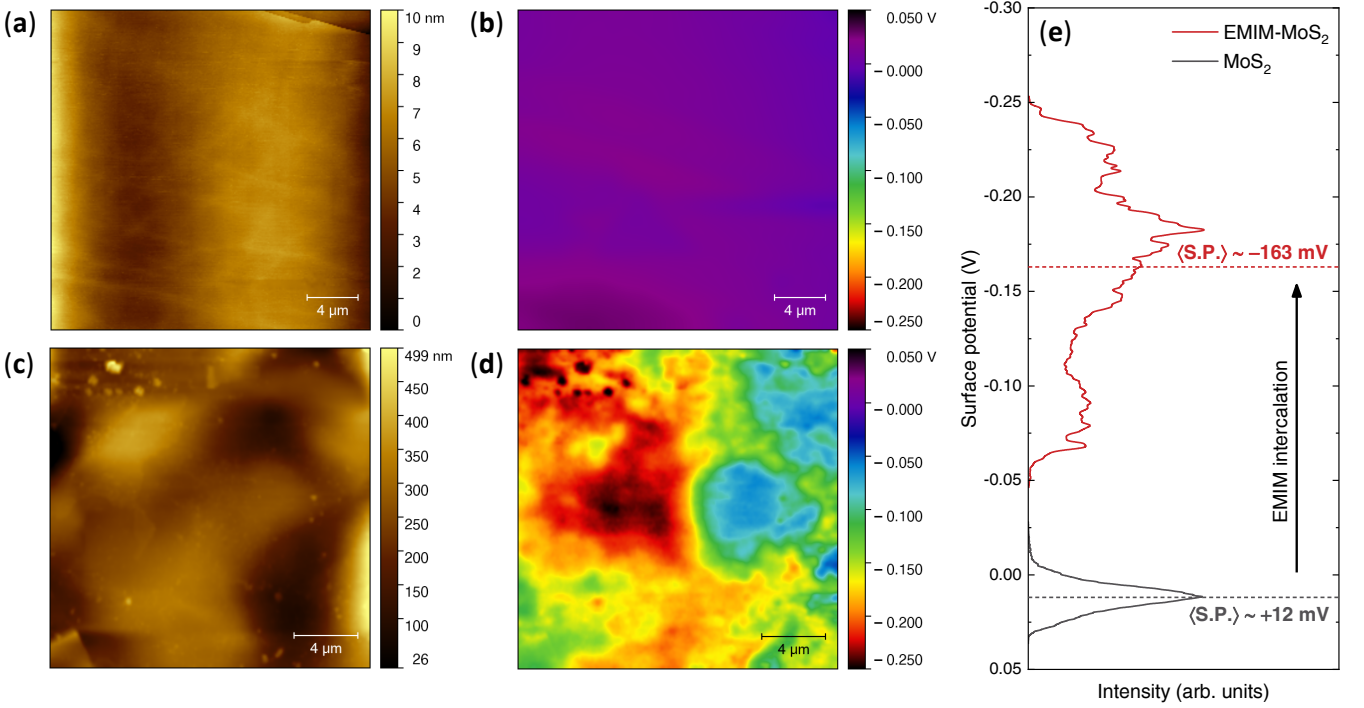 (a)
10 nm
9
8
7
6
5
4
3
2
1
0
4 µm
(b)
0.050 V
– 0.000
– 0.050
– 0.100
– 0.150
– 0.200
– 0.250
4 µm
(c)
499 nm
450
400
350
300
250
200
150
100
26
4 µm
(d)
0.050 V
– 0.000
– 0.050
– 0.100
– 0.150
– 0.200
– 0.250
4 µm
(e)
EMIM-MoS₂
MoS₂
-0.30
-0.25
-0.20
-0.15
-0.10
-0.05
0.00
0.05
Surface potential (V)
⟨S.P.⟩ ~ –163 mV
EMIM intercalation
⟨S.P.⟩ ~ +12 mV
Intensity (arb. units)